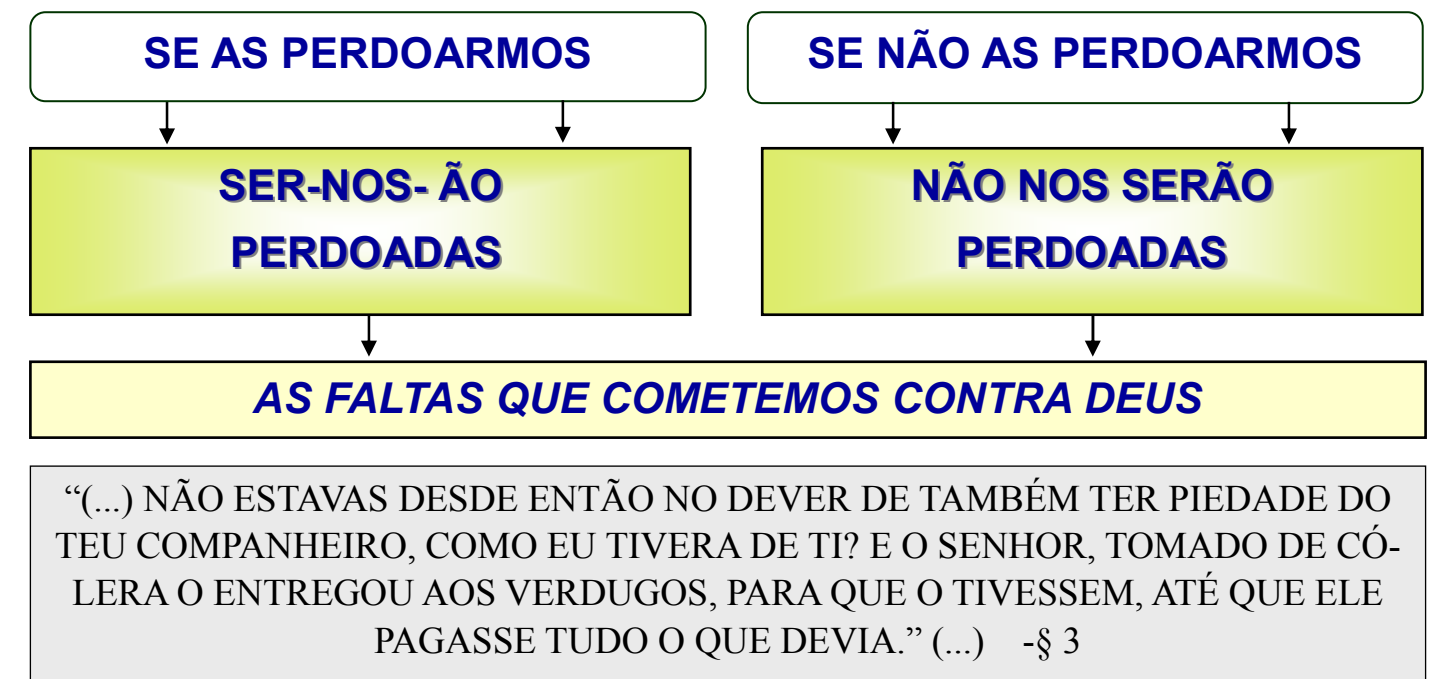 SE AS PERDOARMOS
SE NÃO AS PERDOARMOS
SER-NOS- ÃO
PERDOADAS
NÃO NOS SERÃO
PERDOADAS
AS FALTAS QUE COMETEMOS CONTRA DEUS
“(...) NÃO ESTAVAS DESDE ENTÃO NO DEVER DE TAMBÉM TER PIEDADE DO
TEU COMPANHEIRO, COMO EU TIVERA DE TI? E O SENHOR, TOMADO DE CÓ-
LERA O ENTREGOU AOS VERDUGOS, PARA QUE O TIVESSEM, ATÉ QUE ELE
PAGASSE TUDO O QUE DEVIA.” (...) -§ 3